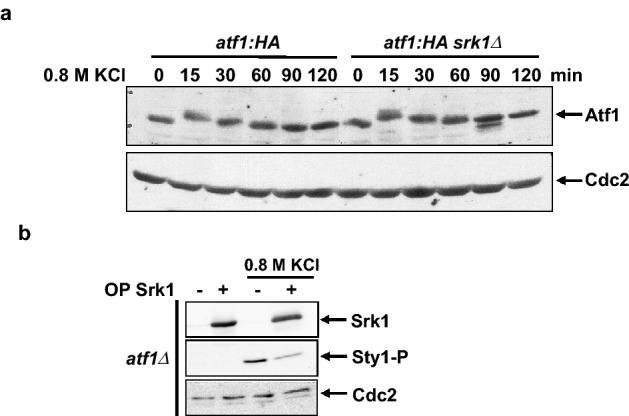 a
atf1:HA atf1:HA srk1Δ
0.8 M KCl 0 15 30 60 90 120 0 15 30 60 90 120 min
Atf1
Cdc2
b
0.8 M KCl
OP Srk1 - + - +
Srk1
atf1Δ Sty1-P
Cdc2